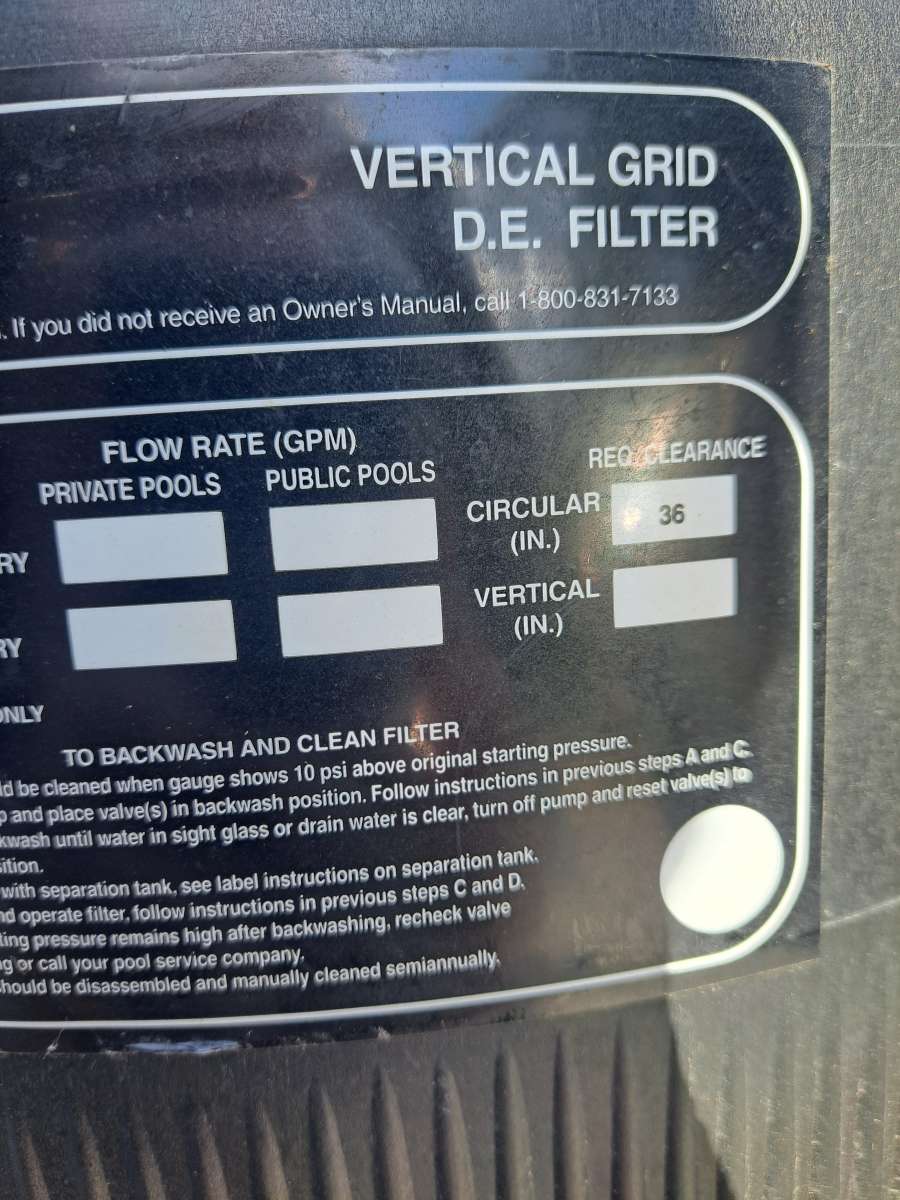 VERTICAL GRID
D.E. FILTER
. If you did not receive an Owner's Manual, call 1-800-831-7133
FLOW RATE (GPM)
PRIVATE POOLS PUBLIC POOLS
REQ. CLEARANCE
CIRCULAR (IN.) 36
RY
VERTICAL (IN.)
RY
ONLY
TO BACKWASH AND CLEAN FILTER
ld be cleaned when gauge shows 10 psi above original starting pressure.
p and place valve(s) in backwash position. Follow instructions in previous steps A and C.
kwash until water in sight glass or drain water is clear, turn off pump and reset valve(s) to
ition.
with separation tank, see label instructions on separation tank.
nd operate filter, follow instructions in previous steps C and D.
ting pressure remains high after backwashing, recheck valve
ng or call your pool service company.
should be disassembled and manually cleaned semiannually.